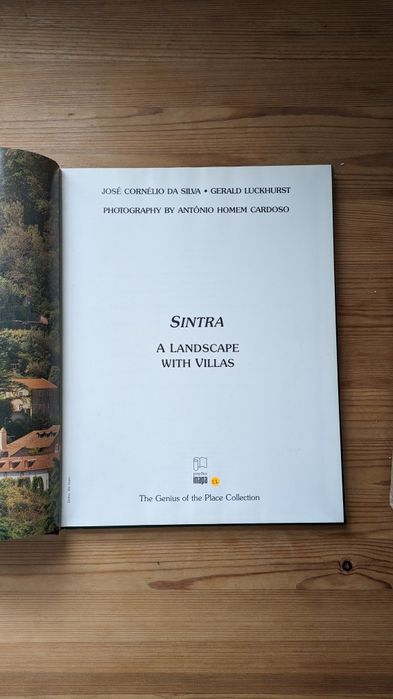 JOSÉ CORNÉLIO DA SILVA • GERALD LUCKHURST
PHOTOGRAPHY BY ANTÓNIO HOMEM CARDOSO
SINTRA
A LANDSCAPE
WITH VILLAS
edições
inapa
The Genius of the Place Collection